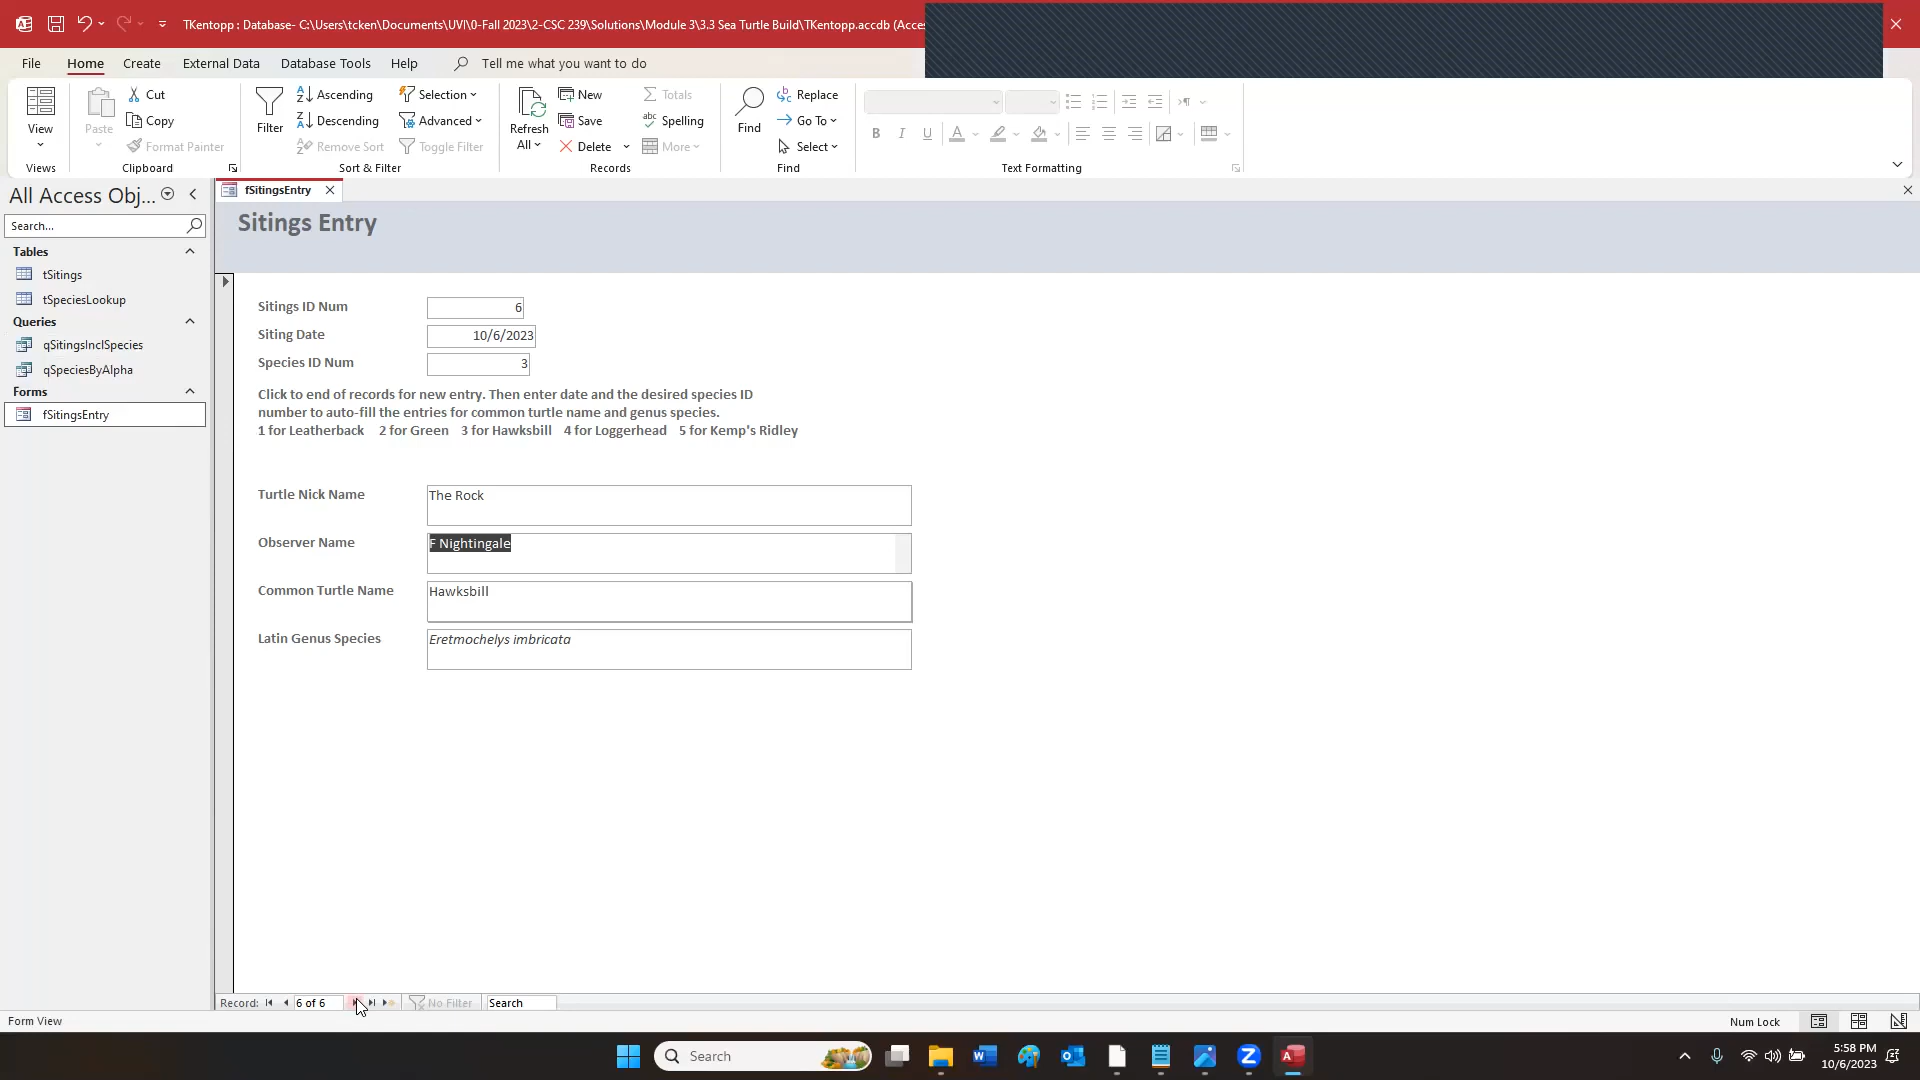 TKentopp : Database- C:\Users\tcken\Documents\UVI\0-Fall 2023\2-CSC 239\Solutions\Module 3\3.3 Sea Turtle Build\TKentopp.accdb (Acce
File Home Create External Data Database Tools Help Tell me what you want to do
View
Views
Paste
Cut
Copy
Format Painter
Clipboard
Filter
Ascending
Descending
Remove Sort
Selection
Advanced
Toggle Filter
Sort & Filter
Refresh
All
New
Save
Delete
Totals
Spelling
More
Records
Find
Replace
Go To
Select
Find
B I U A
Text Formatting
All Access Obj...
Search...
Tables
tSitings
tSpeciesLookup
Queries
qSitingsInclSpecies
qSpeciesByAlpha
Forms
fSitingsEntry
fSitingsEntry
Sitings Entry
Sitings ID Num 6
Siting Date 10/6/2023
Species ID Num 3
Click to end of records for new entry. Then enter date and the desired species ID
number to auto-fill the entries for common turtle name and genus species.
1 for Leatherback 2 for Green 3 for Hawksbill 4 for Loggerhead 5 for Kemp's Ridley
Turtle Nick Name The Rock
Observer Name F Nightingale
Common Turtle Name Hawksbill
Latin Genus Species Eretmochelys imbricata
Record: 6 of 6 No Filter Search
Form View Num Lock
Search
5:58 PM
10/6/2023